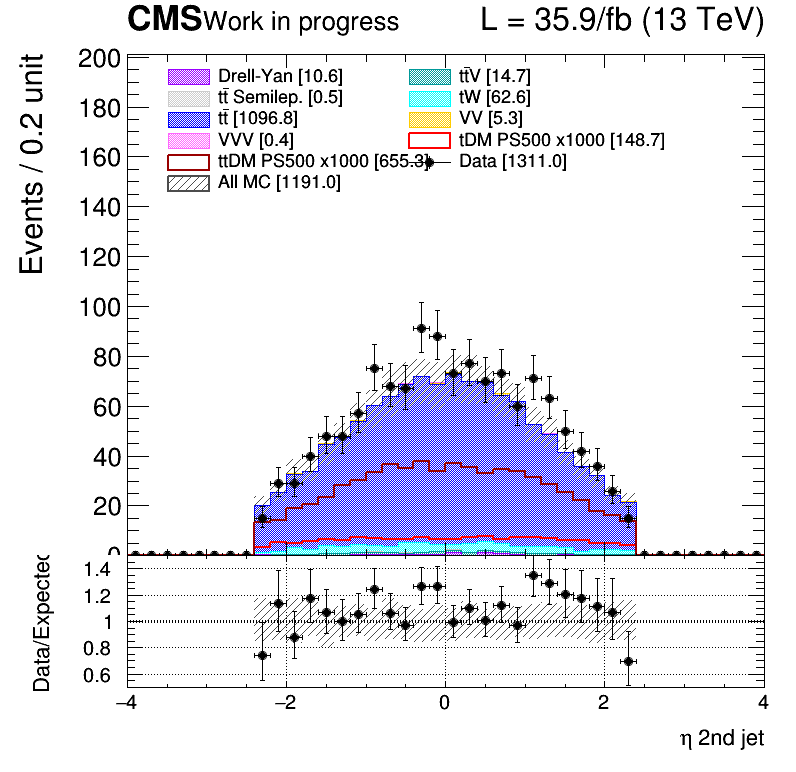 CMS Work in progress L = 35.9/fb (13 TeV)
Events / 0.2 unit
200
180
160
140
120
100
80
60
40
20
0
Drell-Yan [10.6] tt̄V [14.7]
tt̄ Semilep. [0.5] tW [62.6]
tt̄ [1096.8] VV [5.3]
VVV [0.4] tDM PS500 x1000 [148.7]
ttDM PS500 x1000 [655.3] Data [1311.0]
All MC [1191.0]
Data/Expected
1.4
1.2
1
0.8
0.6
−4 −2 0 2 4
η 2nd jet